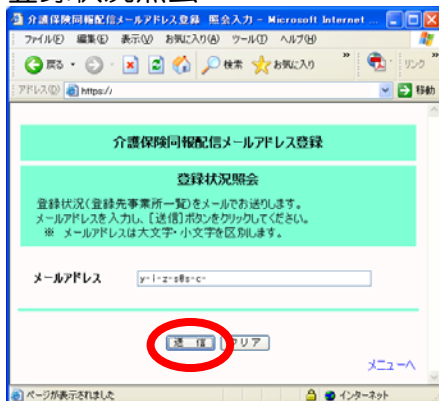 登録状況照会
介護保険同報配信メールアドレス登録 照会入力 - Microsoft Internet ...
ファイル(F) 編集(E) 表示(V) お気に入り(A) ツール(T) ヘルプ(H)
戻る 検索 お気に入り リンク
アドレス(D) https:// 移動
介護保険同報配信メールアドレス登録
登録状況照会
登録状況(登録先事業所一覧)をメールでお送りします。
メールアドレスを入力し、[送信]ボタンをクリックしてください。
※ メールアドレスは大文字・小文字を区別します。
メールアドレス y-l-z-s@s-c-
送 信 クリア
メニューへ
ページが表示されました インターネット